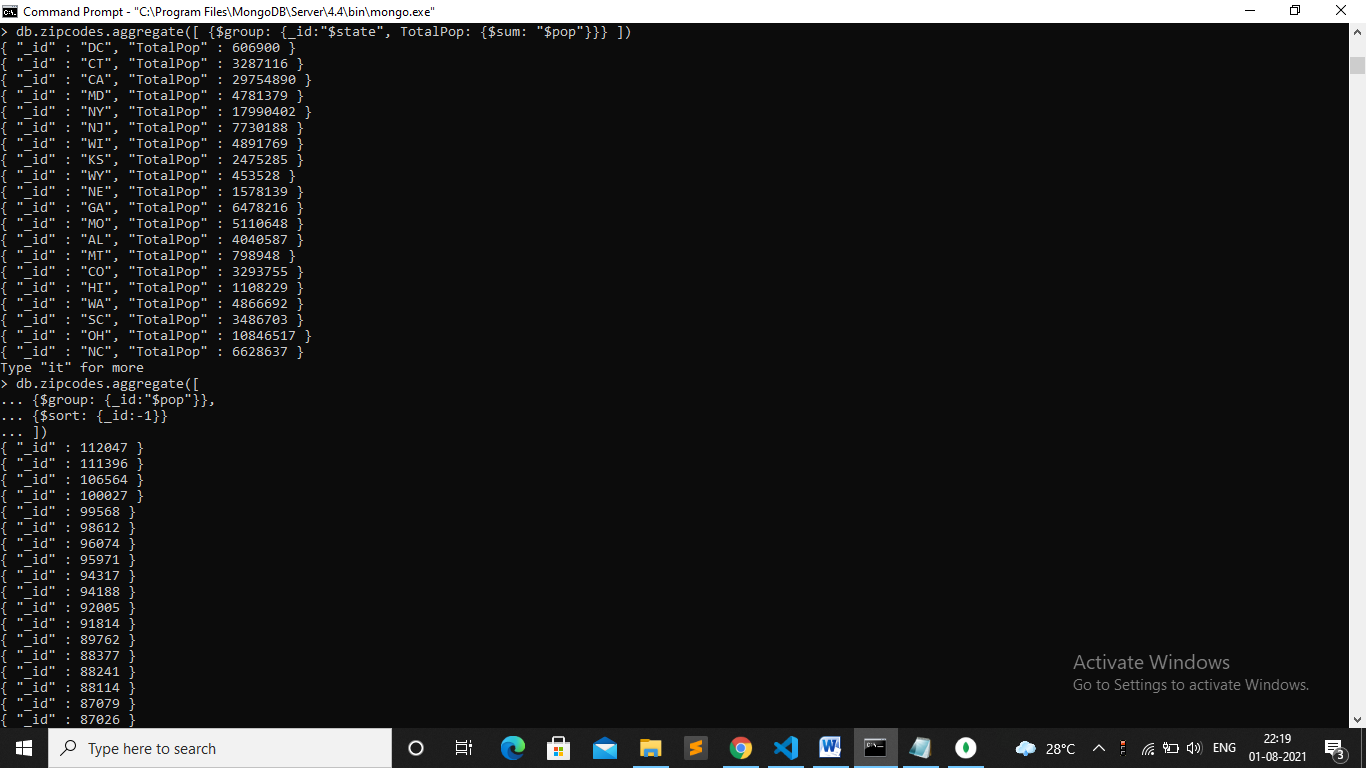 Command Prompt - "C:\Program Files\MongoDB\Server\4.4\bin\mongo.exe"
> db.zipcodes.aggregate([ {$group: {_id:"$state", TotalPop: {$sum: "$pop"}}} ])
{ "_id" : "DC", "TotalPop" : 606900 }
{ "_id" : "CT", "TotalPop" : 3287116 }
{ "_id" : "CA", "TotalPop" : 29754890 }
{ "_id" : "MD", "TotalPop" : 4781379 }
{ "_id" : "NY", "TotalPop" : 17990402 }
{ "_id" : "NJ", "TotalPop" : 7730188 }
{ "_id" : "WI", "TotalPop" : 4891769 }
{ "_id" : "KS", "TotalPop" : 2475285 }
{ "_id" : "WY", "TotalPop" : 453528 }
{ "_id" : "NE", "TotalPop" : 1578139 }
{ "_id" : "GA", "TotalPop" : 6478216 }
{ "_id" : "MO", "TotalPop" : 5110648 }
{ "_id" : "AL", "TotalPop" : 4040587 }
{ "_id" : "MT", "TotalPop" : 798948 }
{ "_id" : "CO", "TotalPop" : 3293755 }
{ "_id" : "HI", "TotalPop" : 1108229 }
{ "_id" : "WA", "TotalPop" : 4866692 }
{ "_id" : "SC", "TotalPop" : 3486703 }
{ "_id" : "OH", "TotalPop" : 10846517 }
{ "_id" : "NC", "TotalPop" : 6628637 }
Type "it" for more
> db.zipcodes.aggregate([
... {$group: {_id:"$pop"}},
... {$sort: {_id:-1}}
... ])
{ "_id" : 112047 }
{ "_id" : 111396 }
{ "_id" : 106564 }
{ "_id" : 100027 }
{ "_id" : 99568 }
{ "_id" : 98612 }
{ "_id" : 96074 }
{ "_id" : 95971 }
{ "_id" : 94317 }
{ "_id" : 94188 }
{ "_id" : 92005 }
{ "_id" : 91814 }
{ "_id" : 89762 }
{ "_id" : 88377 }
{ "_id" : 88241 }
{ "_id" : 88114 }
{ "_id" : 87079 }
{ "_id" : 87026 }
Activate Windows
Go to Settings to activate Windows.
Type here to search
28°C
ENG
22:19
01-08-2021
3